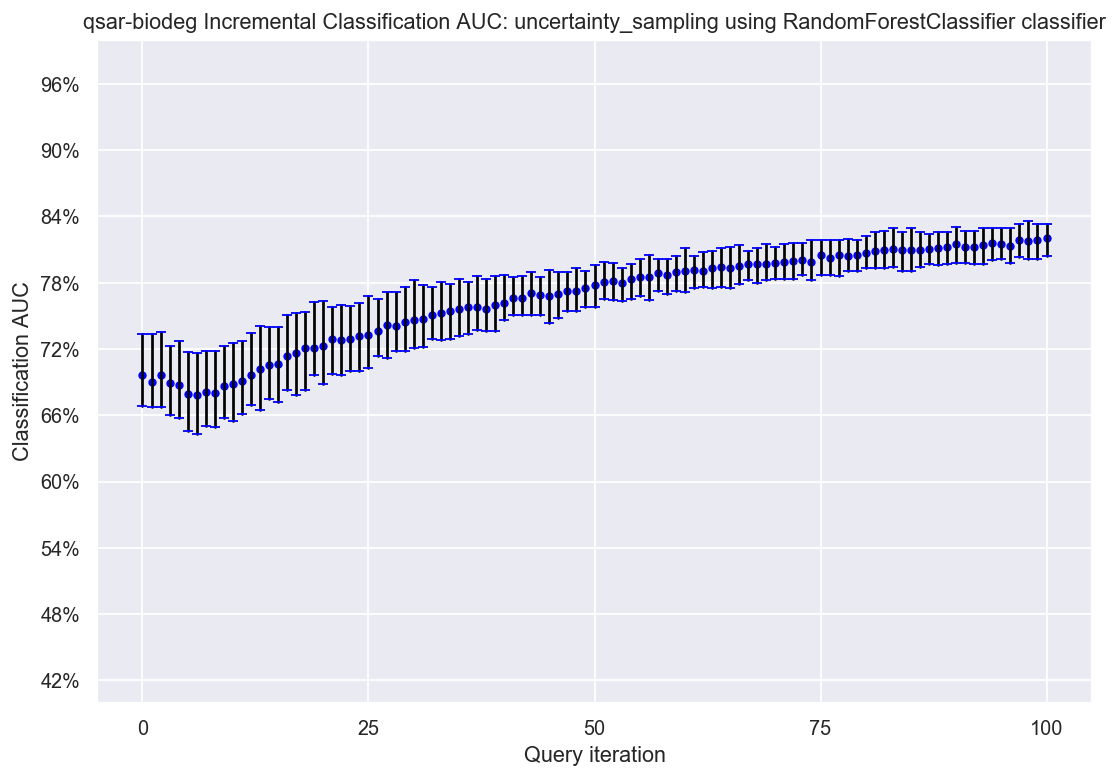 qsar-biodeg Incremental Classification AUC: uncertainty_sampling using RandomForestClassifier classifier
96%
90%
84%
78%
72%
66%
60%
54%
48%
42%
Classification AUC
0 25 50 75 100
Query iteration